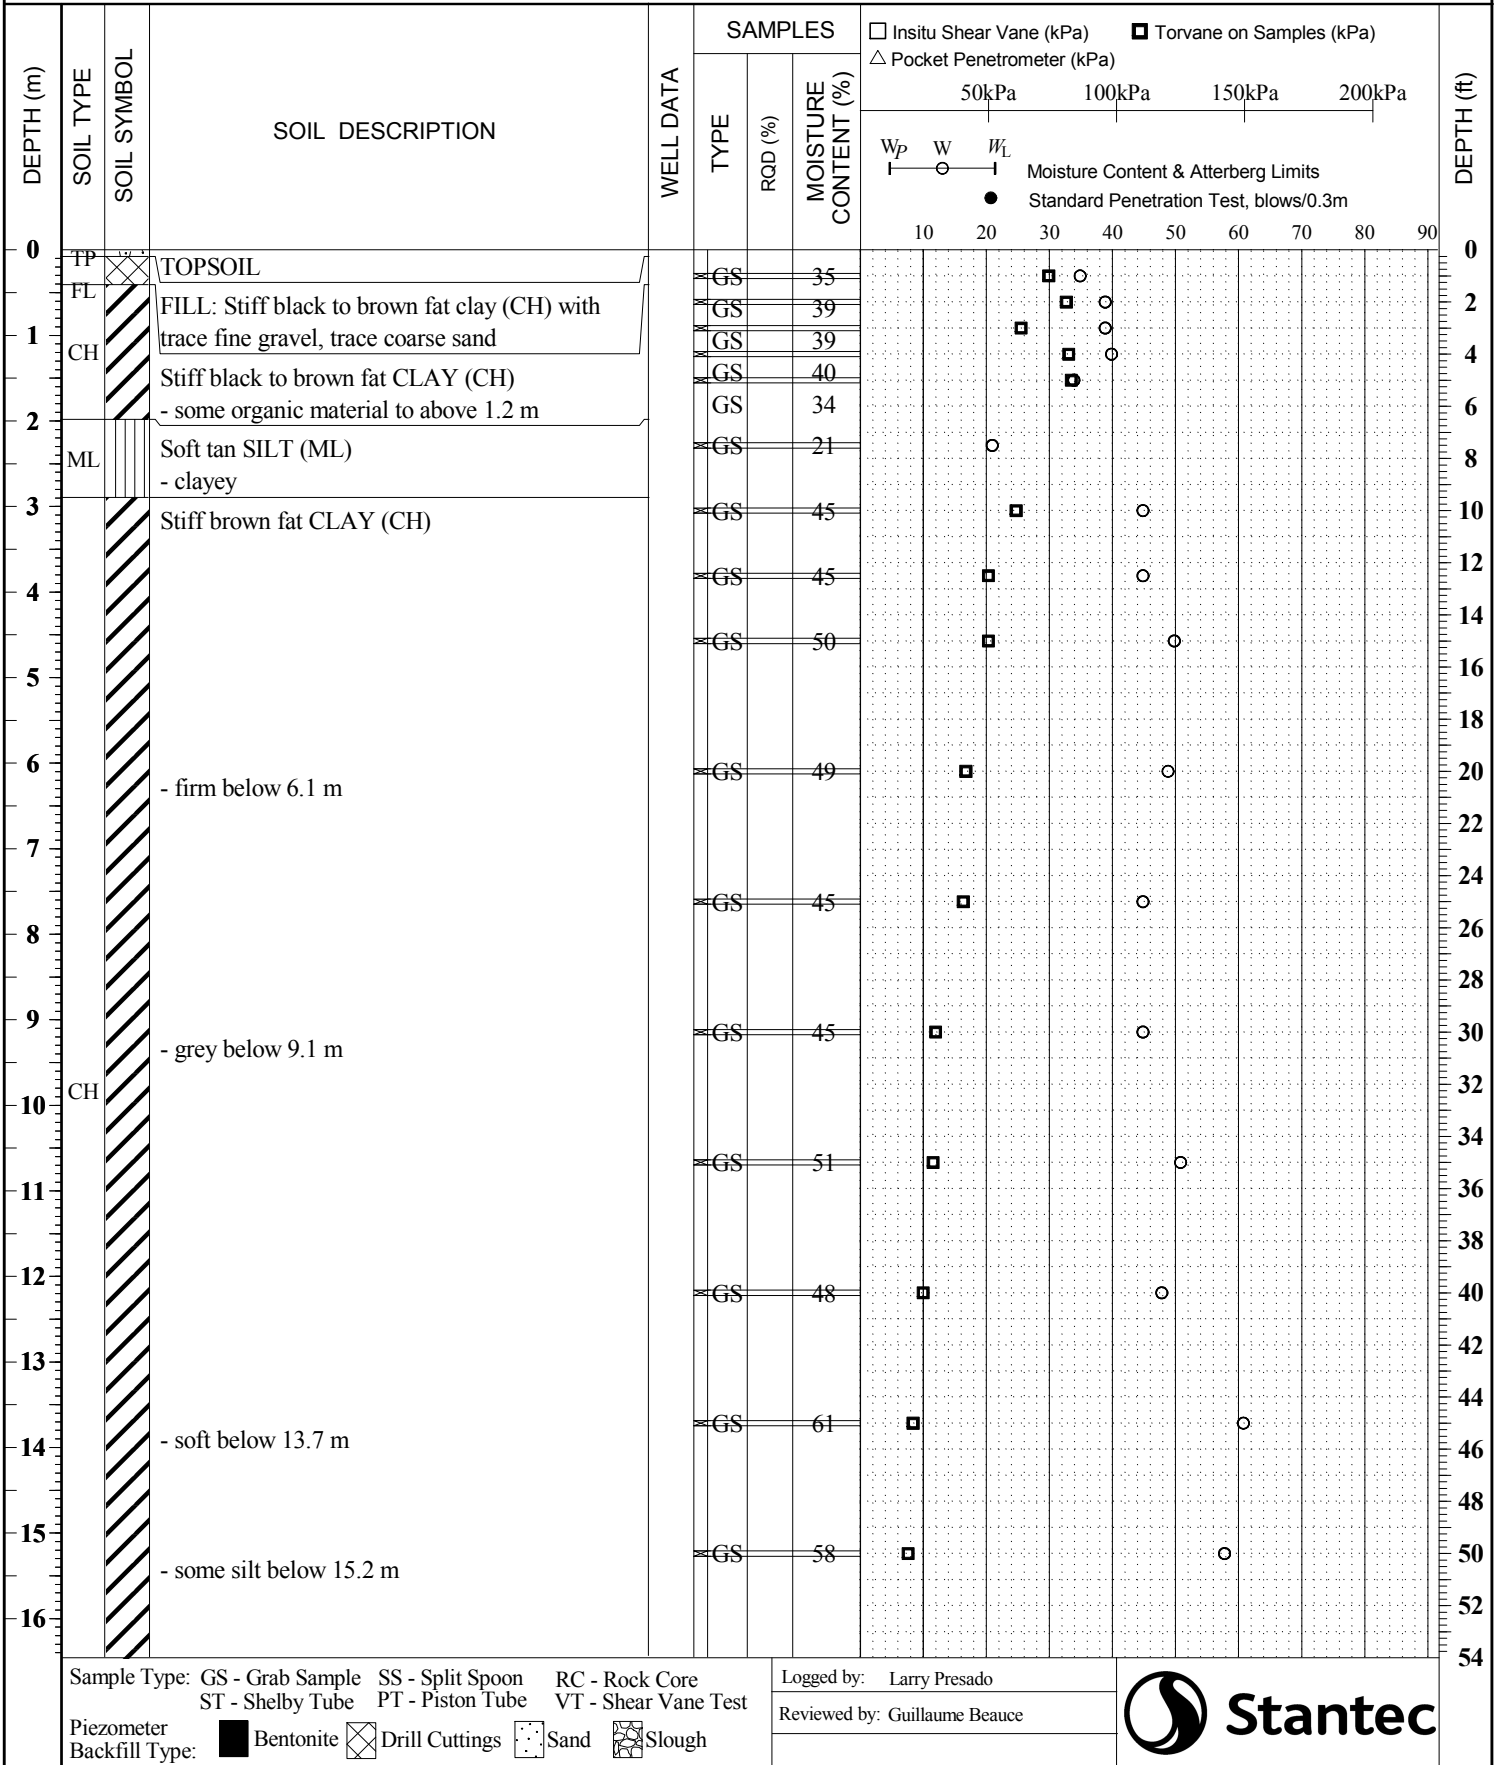 DEPTH (m)
SOIL TYPE
SOIL SYMBOL
SOIL DESCRIPTION
WELL DATA
SAMPLES
TYPE
RQD (%)
MOISTURE CONTENT (%)
Insitu Shear Vane (kPa)
Torvane on Samples (kPa)
Pocket Penetrometer (kPa)
50kPa 100kPa 150kPa 200kPa
WP W WL
Moisture Content & Atterberg Limits
Standard Penetration Test, blows/0.3m
10 20 30 40 50 60 70 80 90
DEPTH (ft)
0
TP
TOPSOIL
GS 35
0
FL
FILL: Stiff black to brown fat clay (CH) with
GS 39
2
1
trace fine gravel, trace coarse sand
GS 39
CH
4
Stiff black to brown fat CLAY (CH)
GS 40
- some organic material to above 1.2 m
GS 34
6
2
Soft tan SILT (ML)
GS 21
ML
8
- clayey
3
Stiff brown fat CLAY (CH)
GS 45
10
GS 45
12
4
14
GS 50
16
5
18
6
GS 49
20
- firm below 6.1 m
22
7
24
GS 45
8
26
28
9
GS 45
30
- grey below 9.1 m
CH
32
10
34
GS 51
11
36
38
12
GS 48
40
13
42
44
GS 61
14
- soft below 13.7 m
46
48
15
GS 58
50
- some silt below 15.2 m
16
52
54
Sample Type: GS - Grab Sample SS - Split Spoon RC - Rock Core
ST - Shelby Tube PT - Piston Tube VT - Shear Vane Test
Piezometer
Backfill Type:
Bentonite Drill Cuttings Sand Slough
Logged by: Larry Presado
Reviewed by: Guillaume Beauce
Stantec